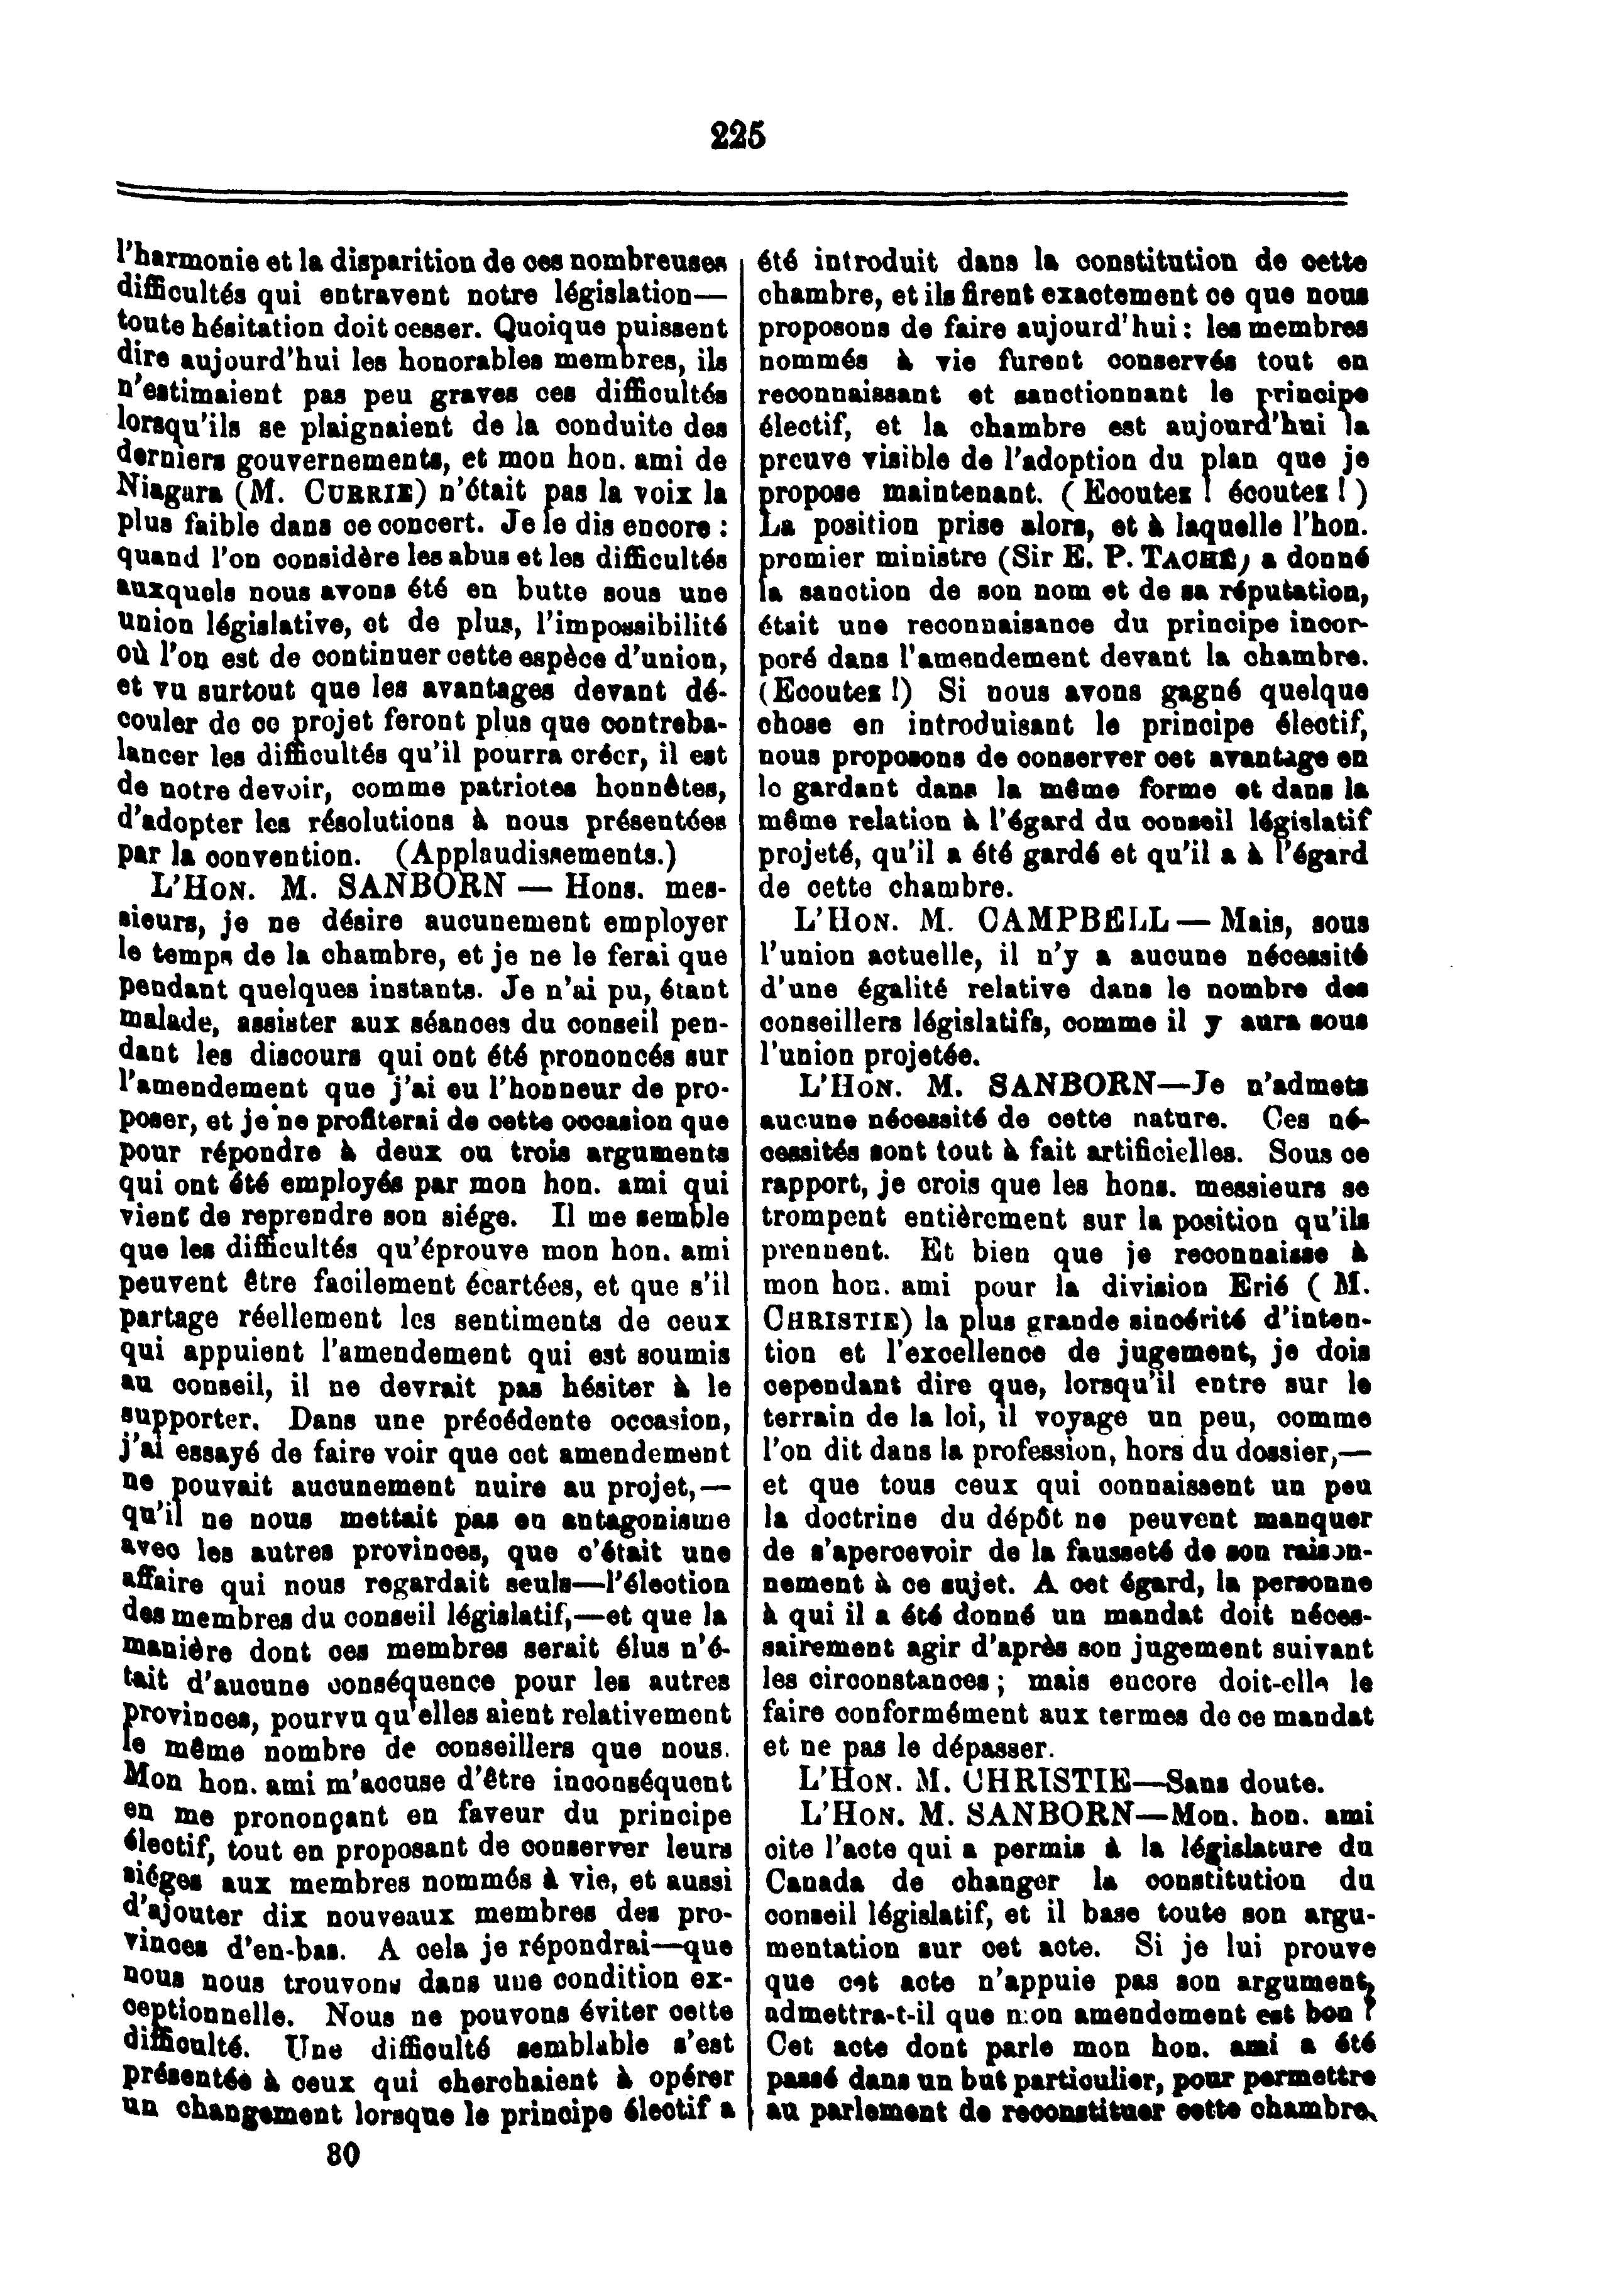 225
l'harmonie et la disparition de ces nombreuses
difficultés qui entravent notre législation—
toute hésitation doit cesser. Quoique puissent
dire aujourd'hui les honorables membres, ils
n'estimaient pas peu graves ces difficultés
lorsqu'ils se plaignaient de la conduite des
derniers gouvernements, et mon hon. ami de
Niagara (M. CURRIE) n'était pas la voix la
plus faible dans ce concert. Je le dis encore :
quand l'on considère les abus et les difficultés
auxquels nous avons été en butte sous une
union législative, et de plus, l'impossibilité
où l'on est de continuer cette espèce d'union,
et vu surtout que les avantages devant dé-
couler de ce projet feront plus que contreba-
lancer les difficultés qu'il pourra créer, il est
de notre devoir, comme patriotes honnêtes,
d'adopter les résolutions à nous présentées
par la convention. (Applaudissements.)
L'HON. M. SANBORN — Hons. mes-
sieurs, je ne désire aucunement employer
le temps de la chambre, et je ne le ferai que
pendant quelques instants. Je n'ai pu, étant
malade, assister aux séances du conseil pen-
dant les discours qui ont été prononcés sur
l'amendement que j'ai eu l'honneur de pro-
poser, et je ne profiterai de cette occasion que
pour répondre à deux ou trois arguments
qui ont été employés par mon hon. ami qui
vient de reprendre son siége. Il me semble
que les difficultés qu'éprouve mon hon. ami
peuvent être facilement écartées, et que s'il
partage réellement les sentiments de ceux
qui appuient l'amendement qui est soumis
au conseil, il ne devrait pas hésiter à le
supporter. Dans une précédente occasion,
j'ai essayé de faire voir que cet amendement
ne pouvait aucunement nuire au projet,—
qu'il ne nous mettait pas en antagonisme
avec les autres provinces, que c'était une
affaire qui nous regardait seuls—l'élection
des membres du conseil législatif,—et que la
manière dont ces membres serait élus n'é-
tait d'aucune conséquence pour les autres
provinces, pourvu qu'elles aient relativement
le même nombre de conseillers que nous.
Mon hon. ami m'accuse d'être inconséquent
en me prononçant en faveur du principe
électif, tout en proposant de conserver leurs
siéges aux membres nommés à vie, et aussi
d'ajouter dix nouveaux membres des pro-
vinces d'en-bas. A cela je répondrai—que
nous nous trouvons dans une condition ex-
ceptionnelle. Nous ne pouvons éviter cette
difficulté. Une difficulté semblable s'est
présentée à ceux qui cherchaient à opérer
un changement lorsque le principe électif a
80
été introduit dans la constitution de cette
chambre, et ils firent exactement ce que nous
proposons de faire aujourd'hui : les membres
nommés à vie furent conservés tout en
reconnaissant et sanctionnant le principe
électif, et la chambre est aujourd'hui la
preuve visible de l'adoption du plan que je
propose maintenant. (Ecoutez ! écoutez !)
La position prise alors, et à laquelle l'hon.
premier ministre (Sir E. P. TACHÉ) a donné
la sanction de son nom et de sa réputation,
était une reconnaisance du principe incor-
poré dans l'amendement devant la chambre.
(Ecoutez !) Si nous avons gagné quelque
chose en introduisant le principe électif,
nous proposons de conserver cet avantage en
le gardant dans la même forme et dans la
même relation à l'égard du conseil législatif
projeté, qu'il a été gardé et qu'il a à l'égard
de cette chambre.
L'HON. M. CAMPBELL — Mais, sous
l'union actuelle, il n'y a aucune nécessité
d'une égalité relative dans le nombre des
conseillers législatifs, comme il y aura sous
l'union projetée.
L'HON. M. SANBORN—Je n'admets
aucune nécessité de cette nature. Ces né-
cessités sont tout à fait artificielles. Sous ce
rapport, je crois que les hons. messieurs se
trompent entièrement sur la position qu'ils
prennent. Et bien que je reconnaisse à
mon hon. ami pour la division Erié ( M.
CHRISTIE) la plus grande sincérité d'inten-
tion et l'excellence de jugement, je dois
cependant dire que, lorsqu'il entre sur le
terrain de la loi, il voyage un peu, comme
l'on dit dans la profession, hors du dossier,—
et que tous ceux qui connaissent un peu
la doctrine du dépôt ne peuvent manquer
de s'apercevoir de la fausseté de son raison-
nement à ce sujet. A cet égard, la personne
à qui il a été donné un mandat doit néces-
sairement agir d'après son jugement suivant
les circonstances ; mais encore doit-elle le
faire conformément aux termes de ce mandat
et ne pas le dépasser.
L'HON. M. CHRISTIE—Sans doute.
L'HON. M. SANBORN—Mon. hon. ami
cite l'acte qui a permis à la législature du
Canada de changer la constitution du
conseil législatif, et il base toute son argu-
mentation sur cet acte. Si je lui prouve
que cet acte n'appuie pas son argument,
admettra-t-il que mon amendement est bon ?
Cet acte dont parle mon hon. ami a été
passé dans un but particulier, pour permettre
au parlement de reconstituer cette chambre,